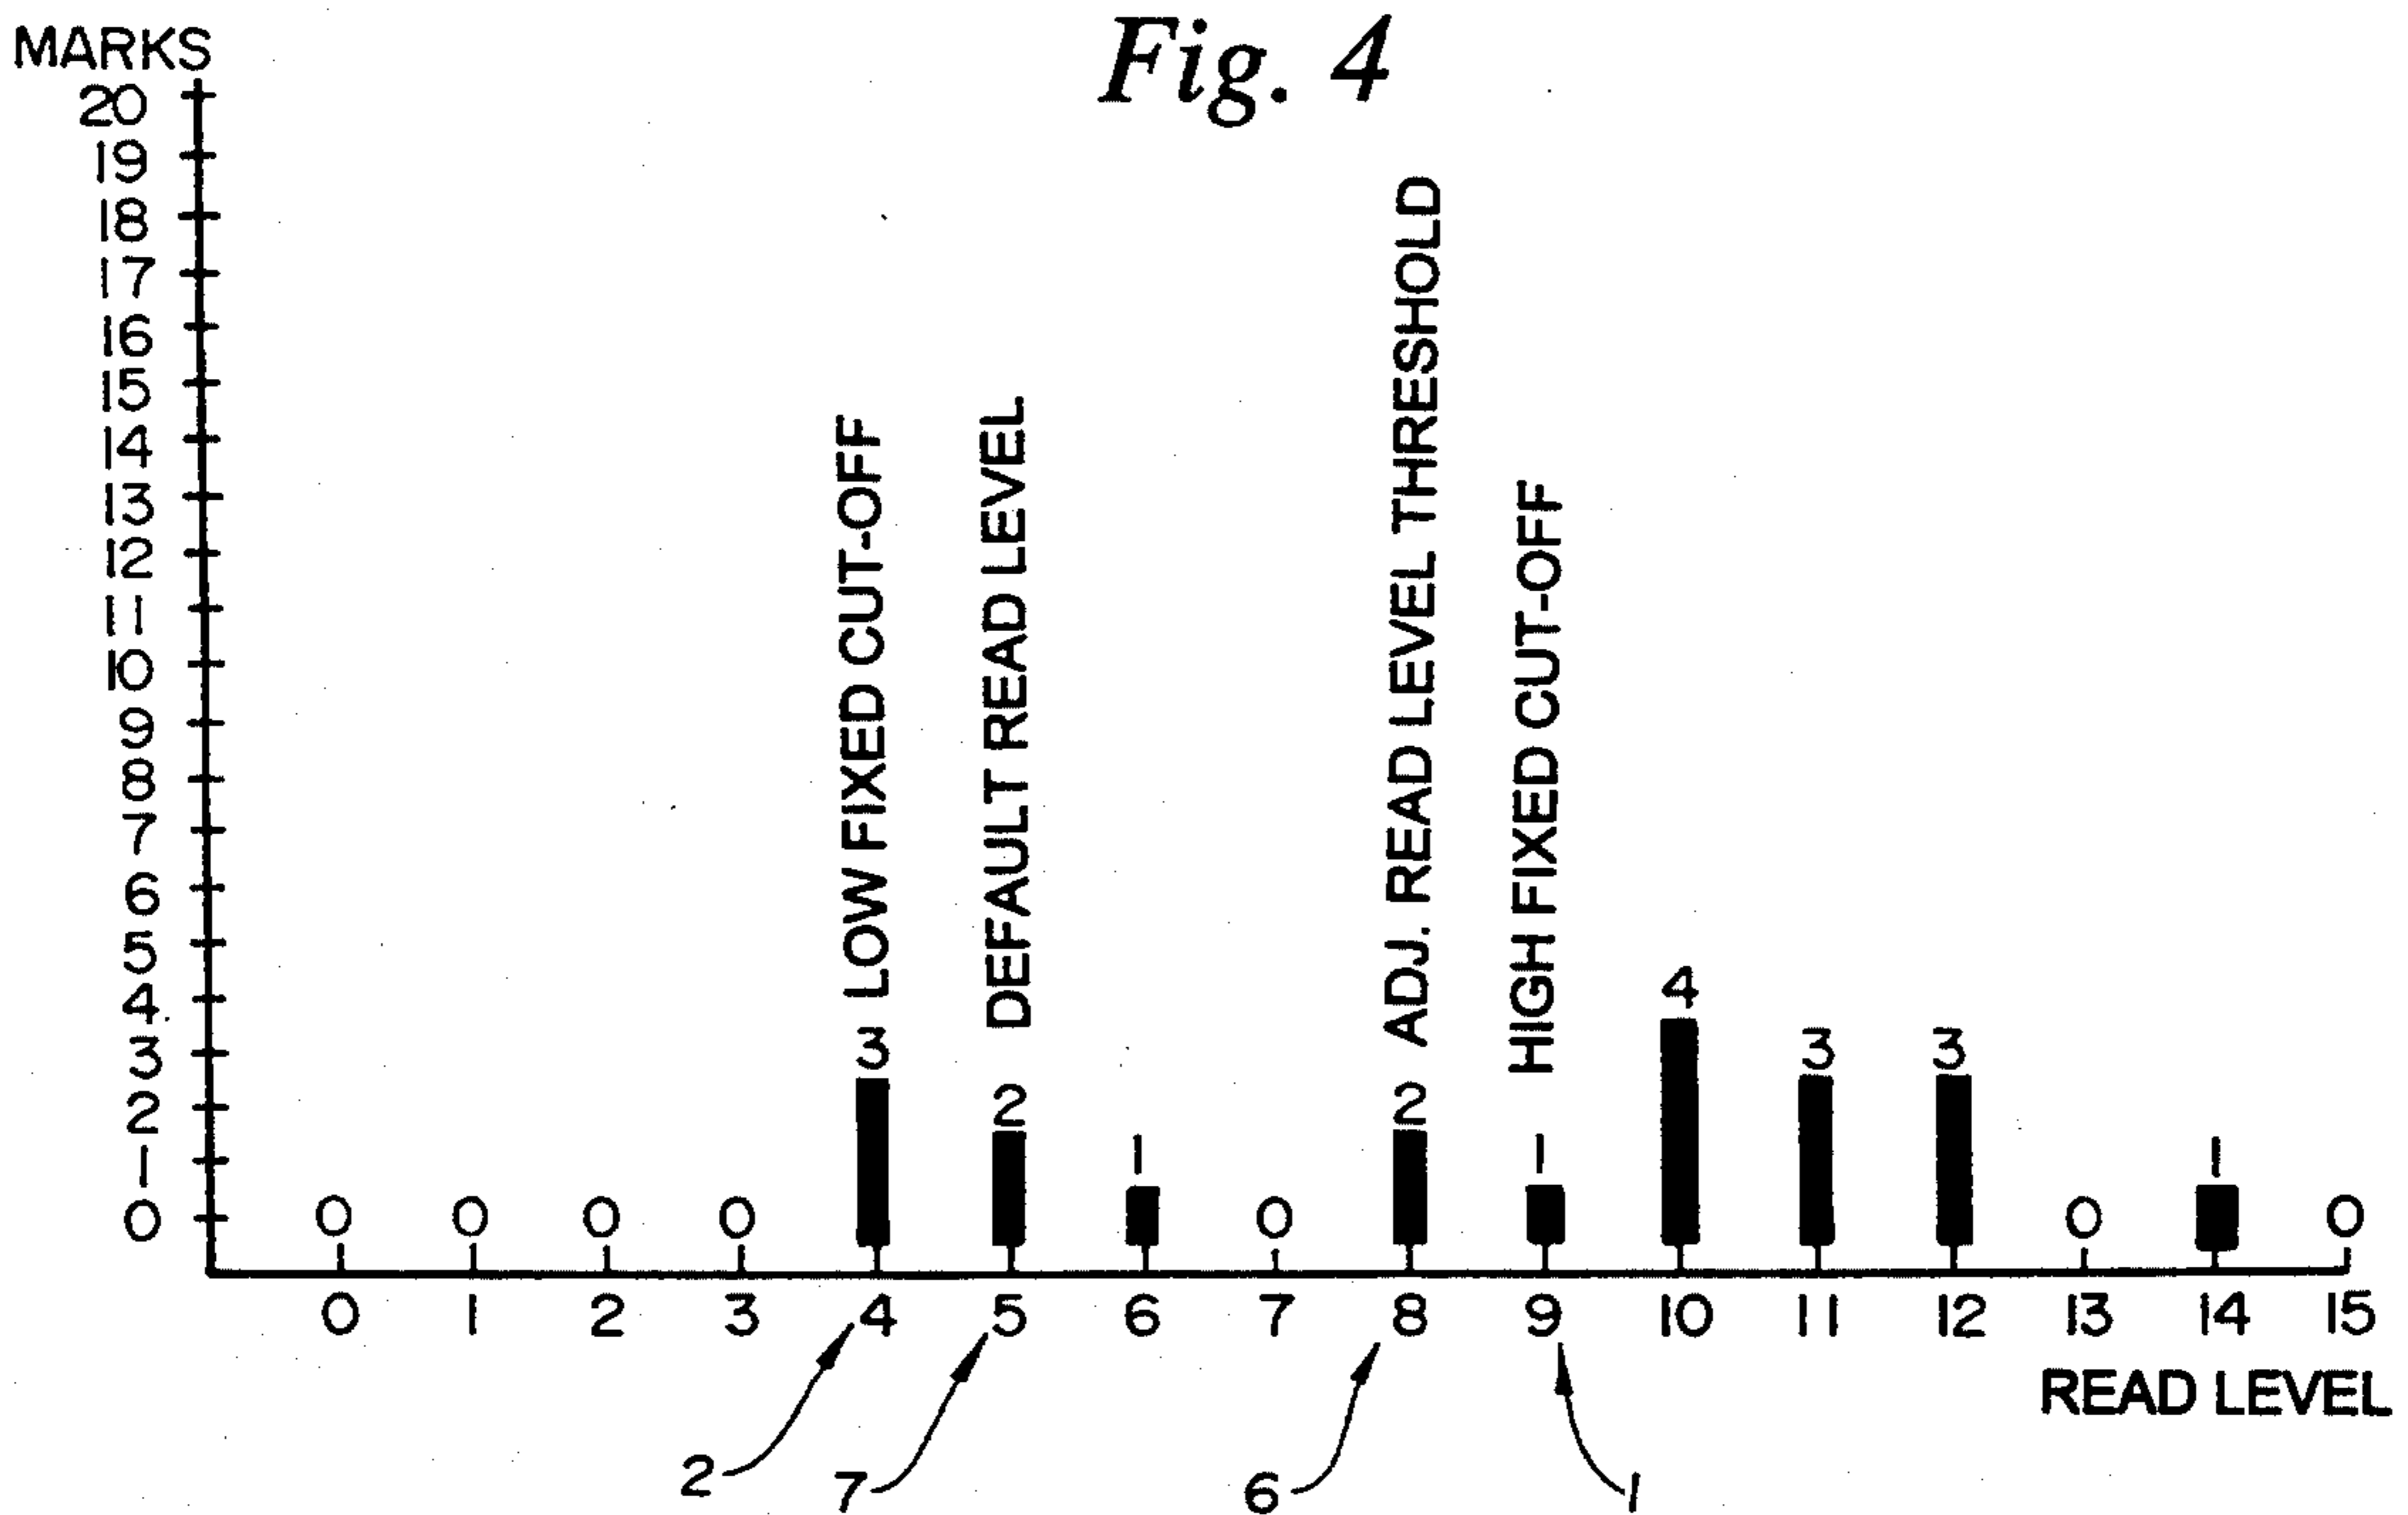 Fig. 4
MARKS
20
19
18
17
16
15
14
13
12
11
10
9
8
7
6
5
4
3
2
1
0
LOW FIXED CUT-OFF
DEFAULT READ LEVEL
ADJ. READ LEVEL THRESHOLD
HIGH FIXED CUT-OFF
0 0 0 0 3 2 1 0 2 1 4 3 3 0 1 0
0 1 2 3 4 5 6 7 8 9 10 11 12 13 14 15
READ LEVEL
2 7 6 1